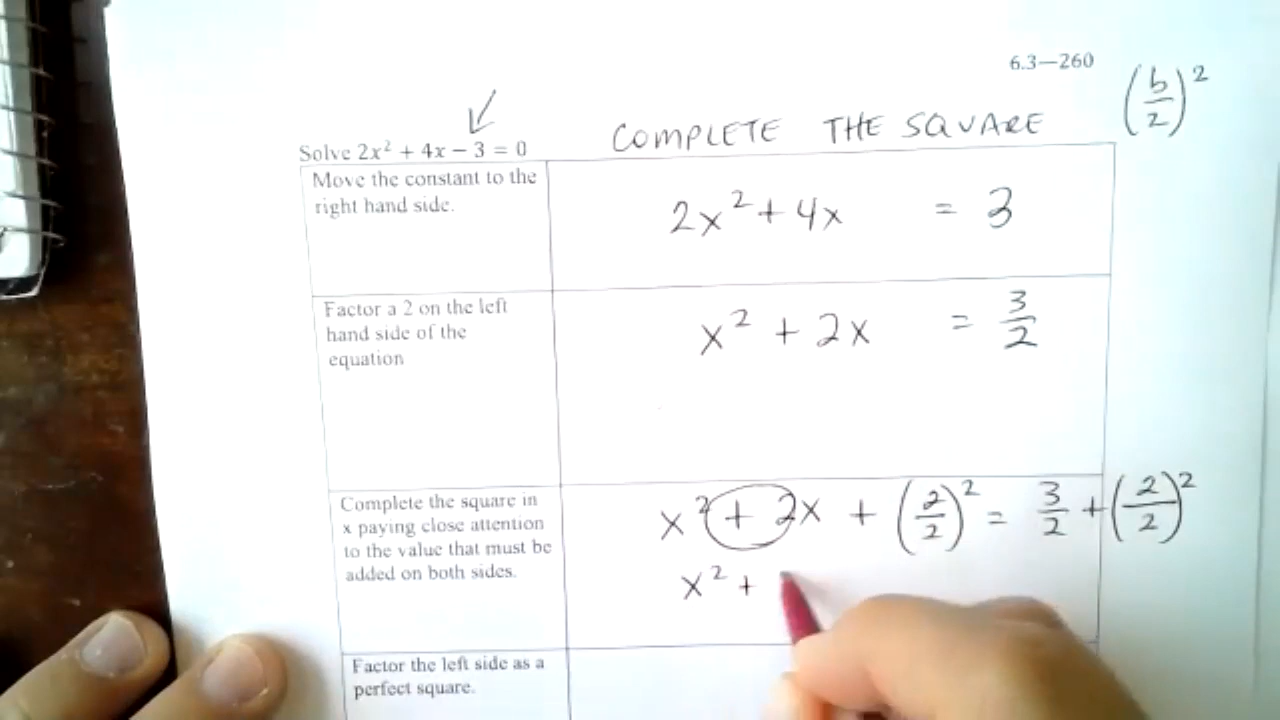 6.3—260
(b/2)²
Solve 2x² + 4x − 3 = 0
COMPLETE THE SQUARE
Move the constant to the
right hand side.
2x² + 4x = 3
Factor a 2 on the left
hand side of the
equation
x² + 2x = 3/2
Complete the square in
x paying close attention
to the value that must be
added on both sides.
x² + 2x + (2/2)² = 3/2 + (2/2)²
x² +
Factor the left side as a
perfect square.